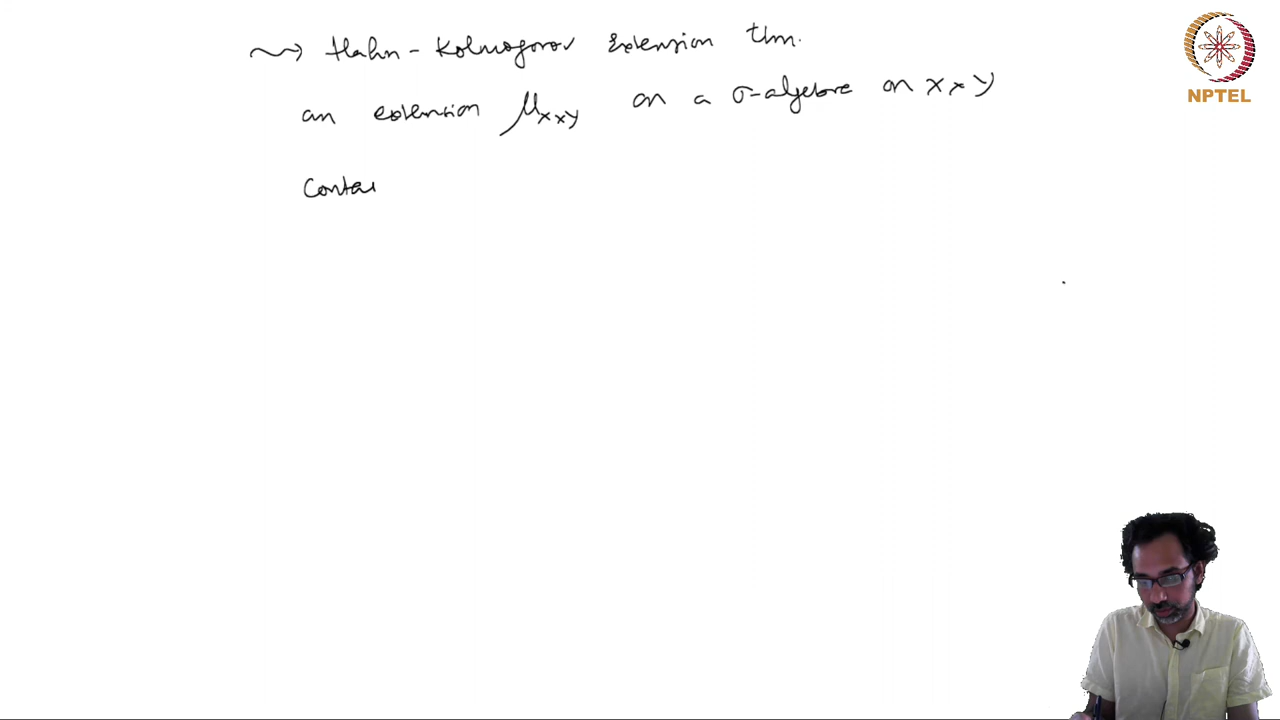 ⇝ Hahn - Kolmogorov Extension thm.
an extension μ_{X×Y} on a σ-algebra on X×Y
Contai
NPTEL